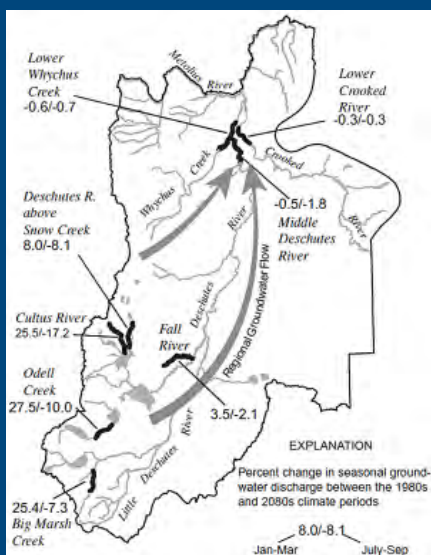 Lower
Whychus
Creek
-0.6/-0.7
Metolius
River
Lower
Crooked
River
-0.3/-0.3
Whychus
Creek
Crooked
River
Deschutes R.
above
Snow Creek
8.0/-8.1
-0.5/-1.8
Middle
Deschutes
River
Cultus River
25.5/-17.2
Fall
River
Deschutes
River
Regional Groundwater Flow
Odell
Creek
27.5/-10.0
3.5/-2.1
25.4/-7.3
Big Marsh
Creek
Little Deschutes
River
EXPLANATION
Percent change in seasonal ground-
water discharge between the 1980s
and 2080s climate periods
8.0/-8.1
Jan-Mar
July-Sep